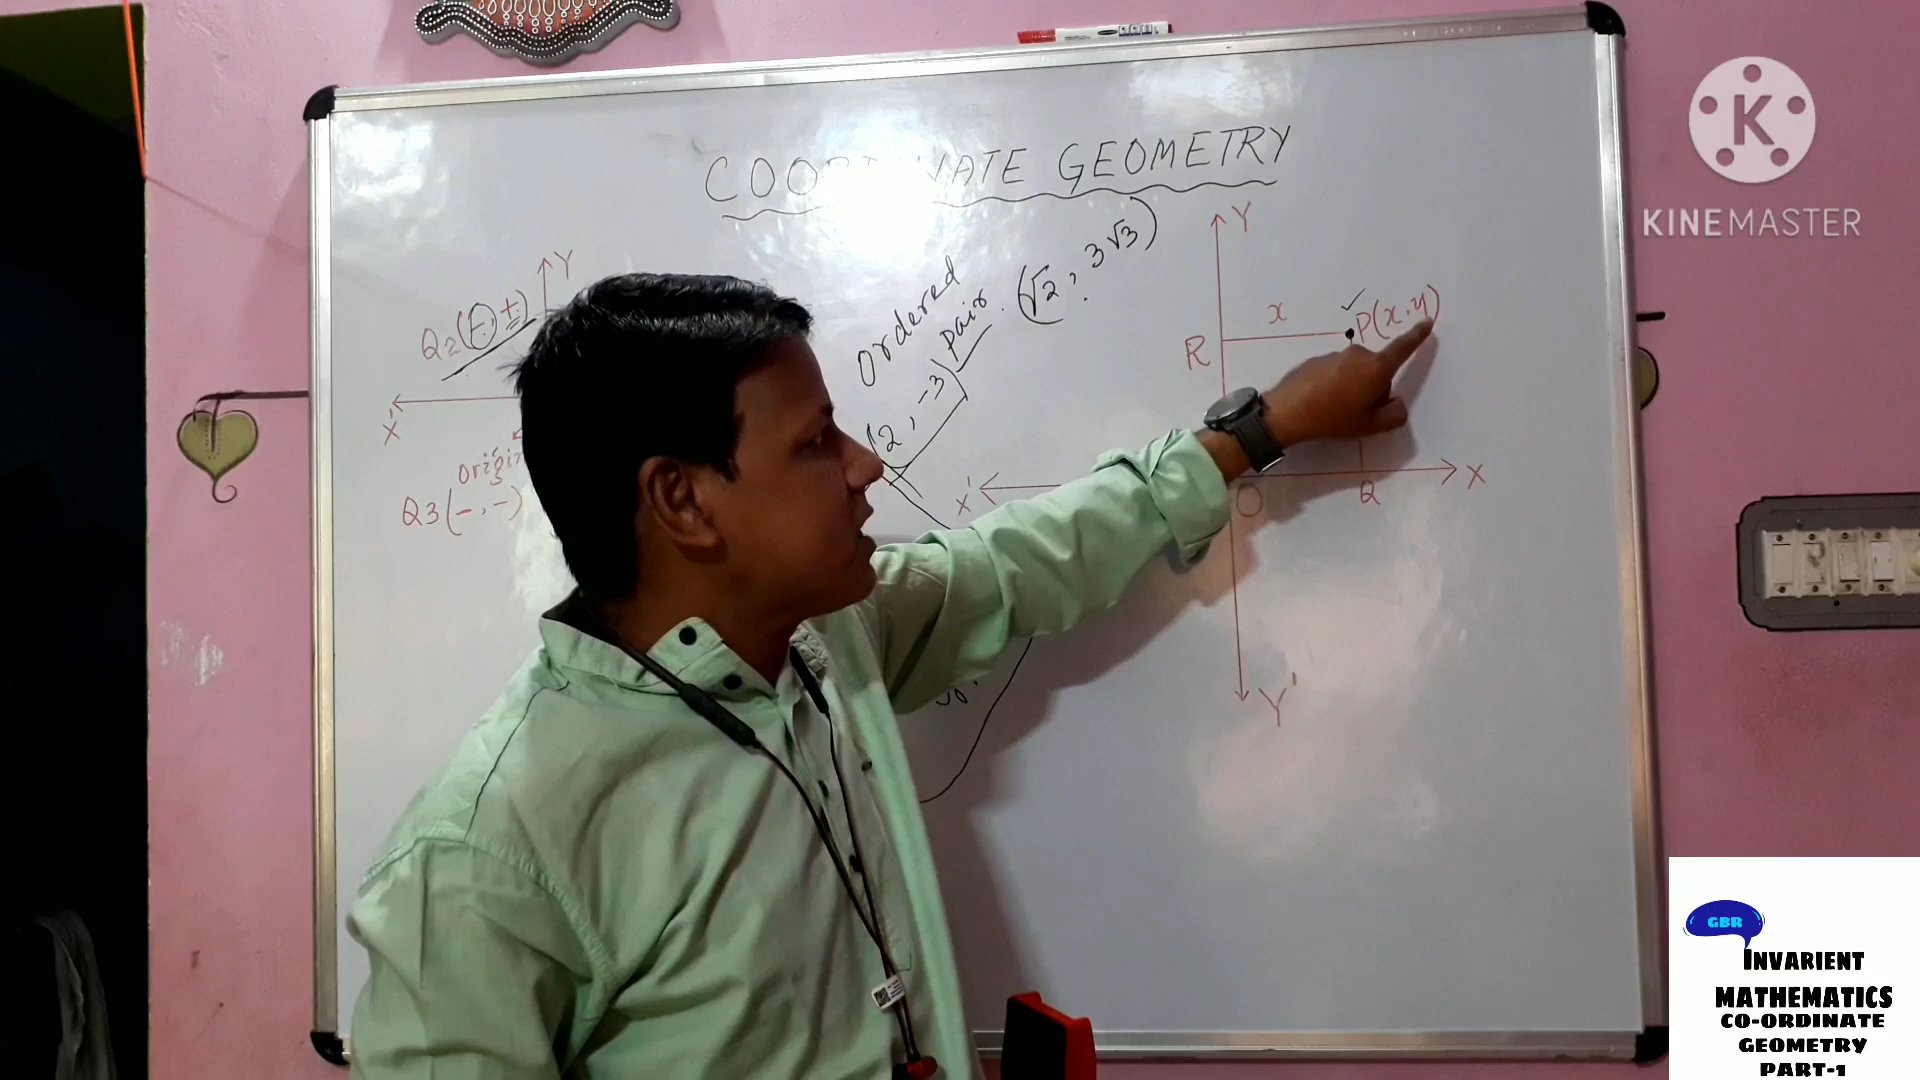 COORDINATE GEOMETRY
Y
Q2(-, +)
X'
Origin
Q3(-, -)
Ordered
pair.
(2, -3)
(√2, 3√3)
Y
x
P(x,y)
R
X'
O
Q
X
Y'
KINEMASTER
GBR
INVARIENT
MATHEMATICS
CO-ORDINATE
GEOMETRY
PART-1